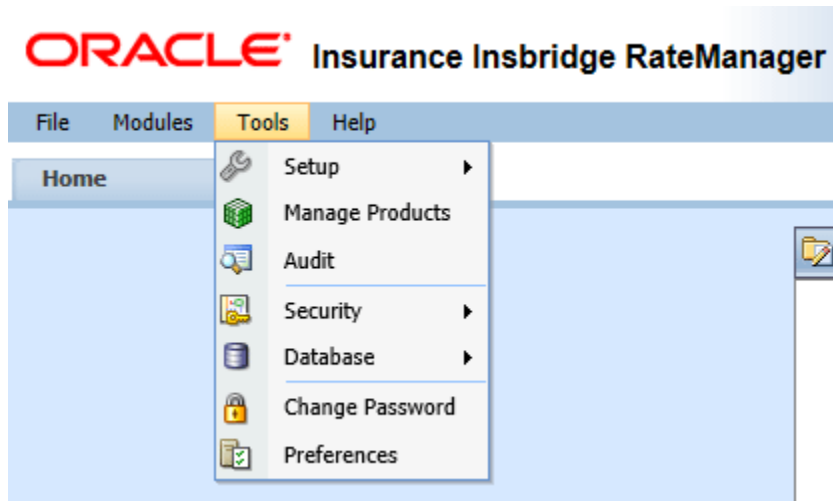 ORACLE Insurance Insbridge RateManager
File Modules Tools Help
Home
Setup
Manage Products
Audit
Security
Database
Change Password
Preferences